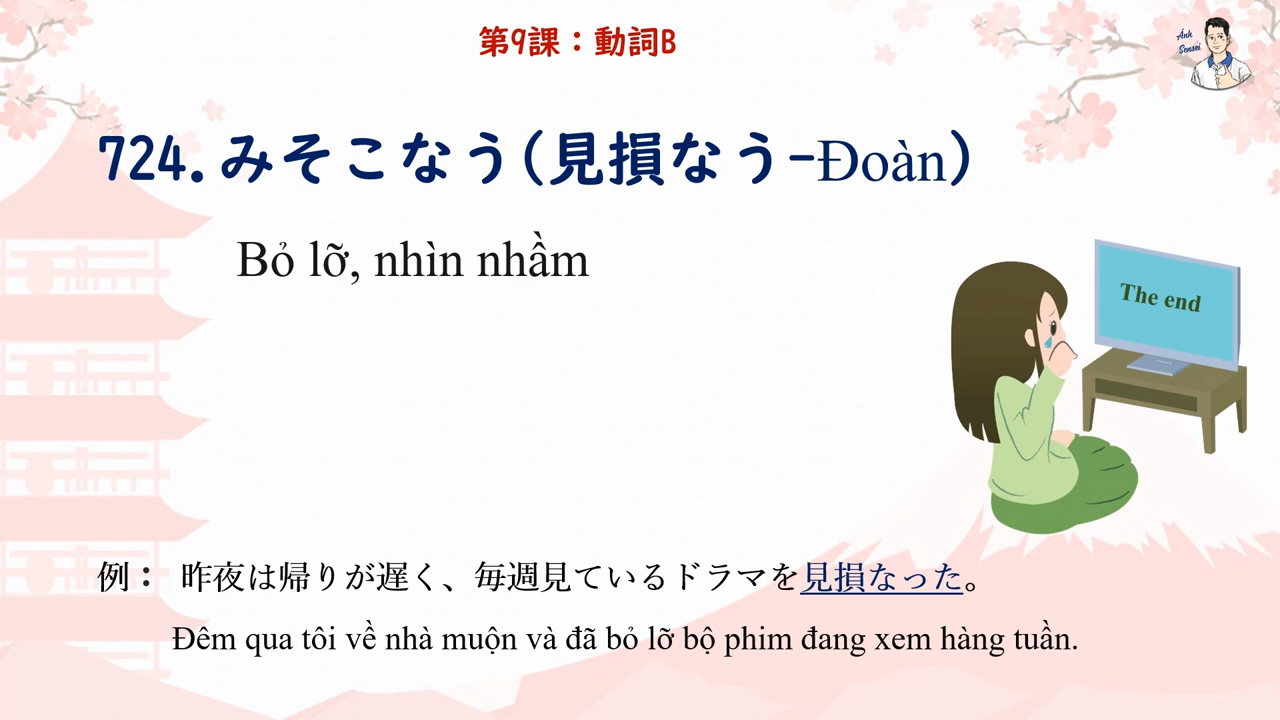 第9課：動詞B
Ánh
Sensei
724.みそこなう(見損なう-Đoàn)
Bỏ lỡ, nhìn nhầm
The end
例： 昨夜は帰りが遅く、毎週見ているドラマを見損なった。
Đêm qua tôi về nhà muộn và đã bỏ lỡ bộ phim đang xem hàng tuần.